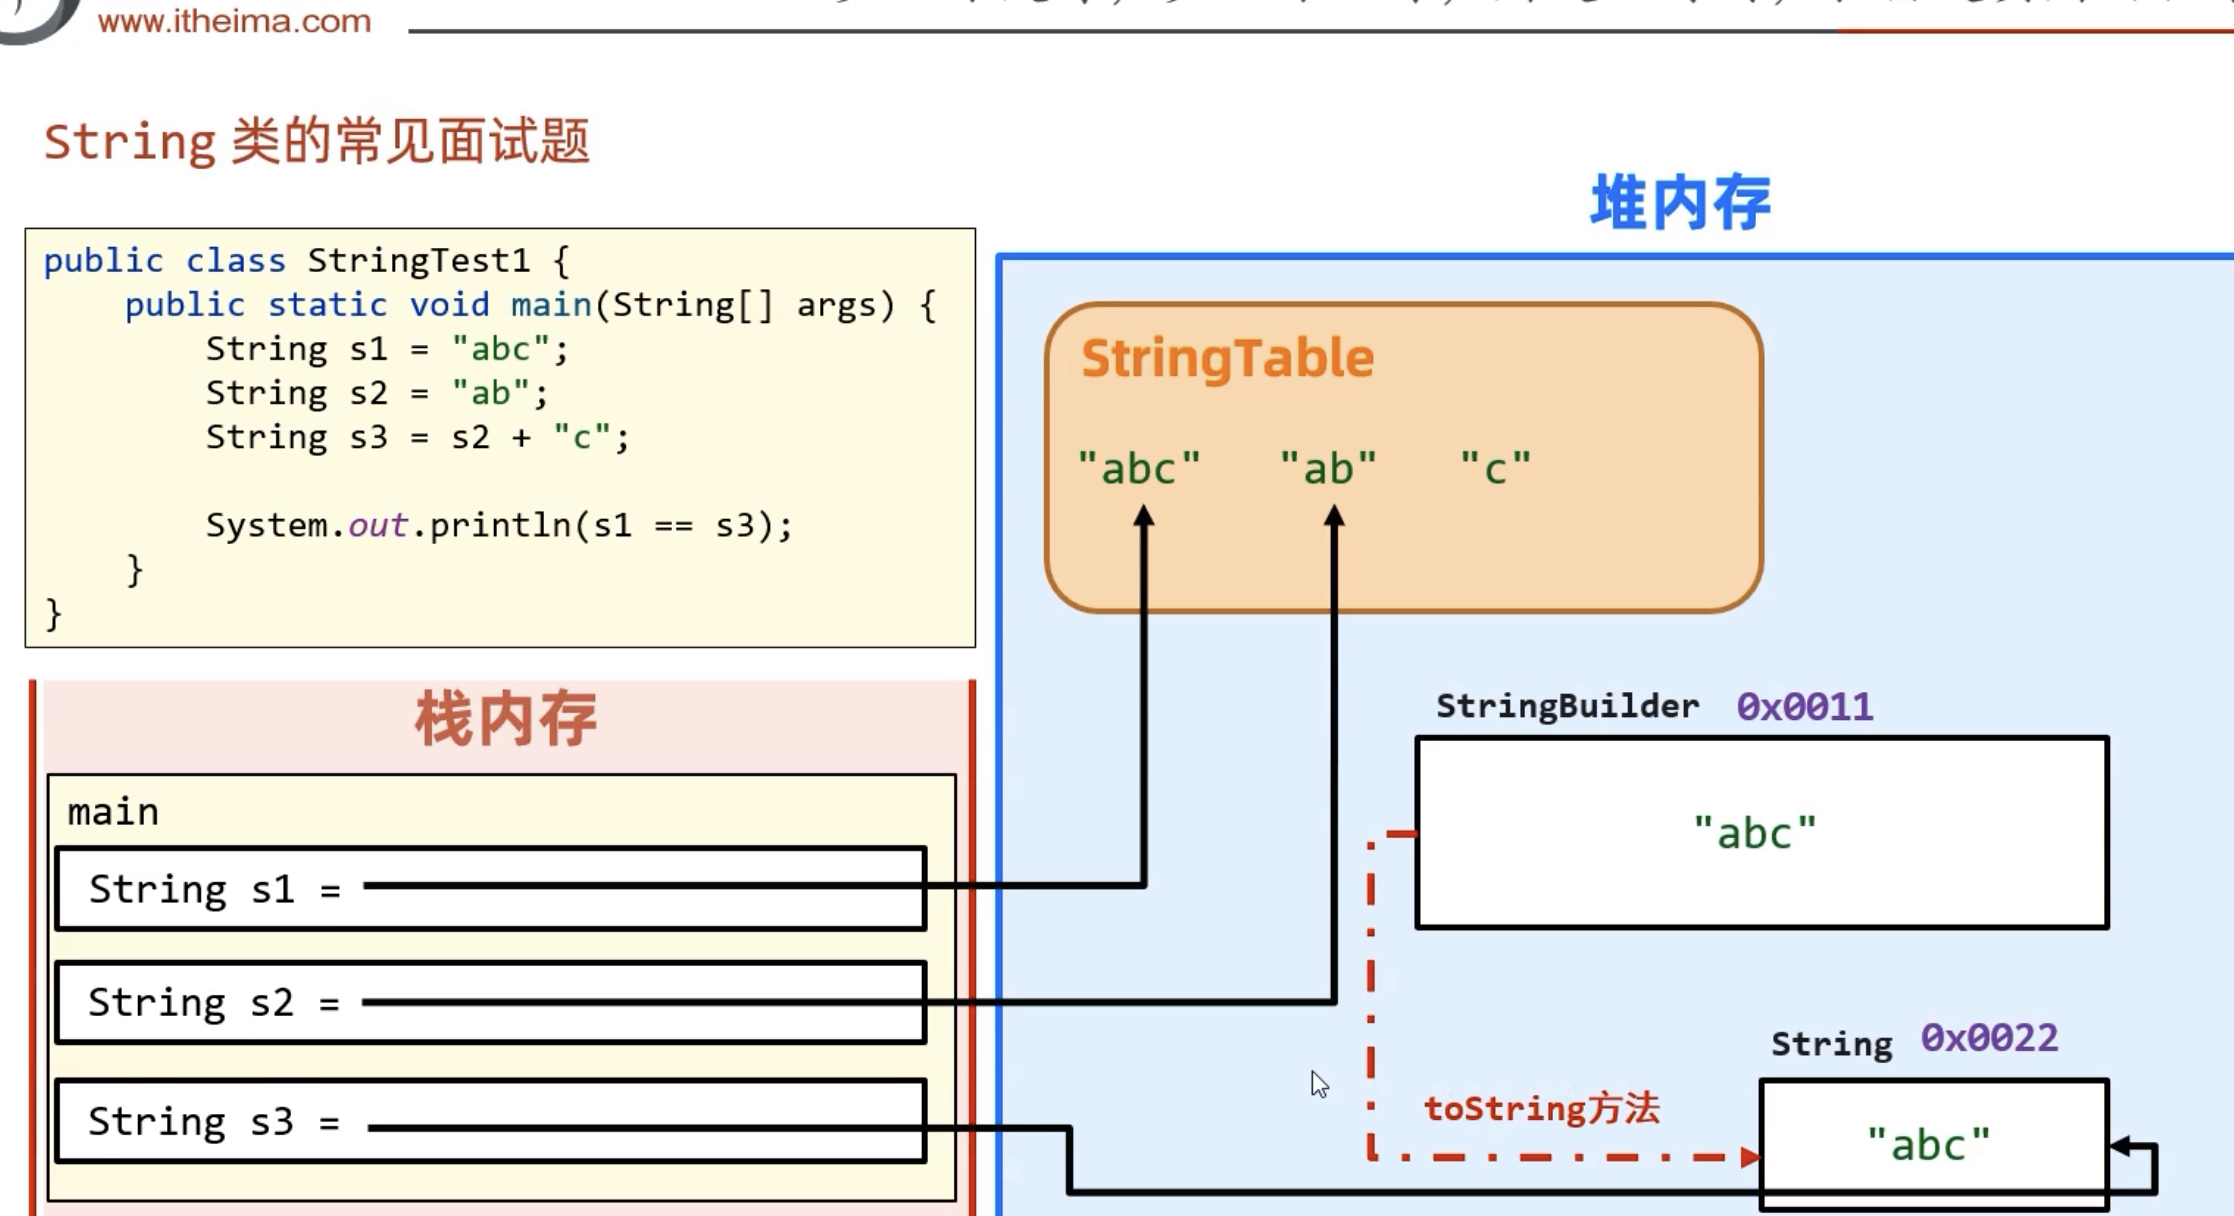 www.itheima.com
String 类的常见面试题
public class StringTest1 {
    public static void main(String[] args) {
        String s1 = "abc";
        String s2 = "ab";
        String s3 = s2 + "c";
        System.out.println(s1 == s3);
    }
}
堆内存
StringTable
"abc" "ab" "c"
StringBuilder 0x0011
"abc"
栈内存
main
String s1 =
String s2 =
String s3 =
toString方法
String 0x0022
"abc"